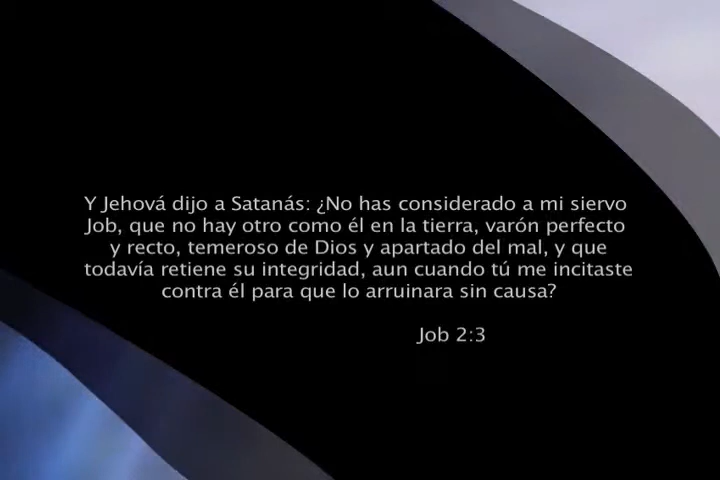 Y Jehová dijo a Satanás: ¿No has considerado a mi siervo
Job, que no hay otro como él en la tierra, varón perfecto
y recto, temeroso de Dios y apartado del mal, y que
todavía retiene su integridad, aun cuando tú me incitaste
contra él para que lo arruinara sin causa?
Job 2:3